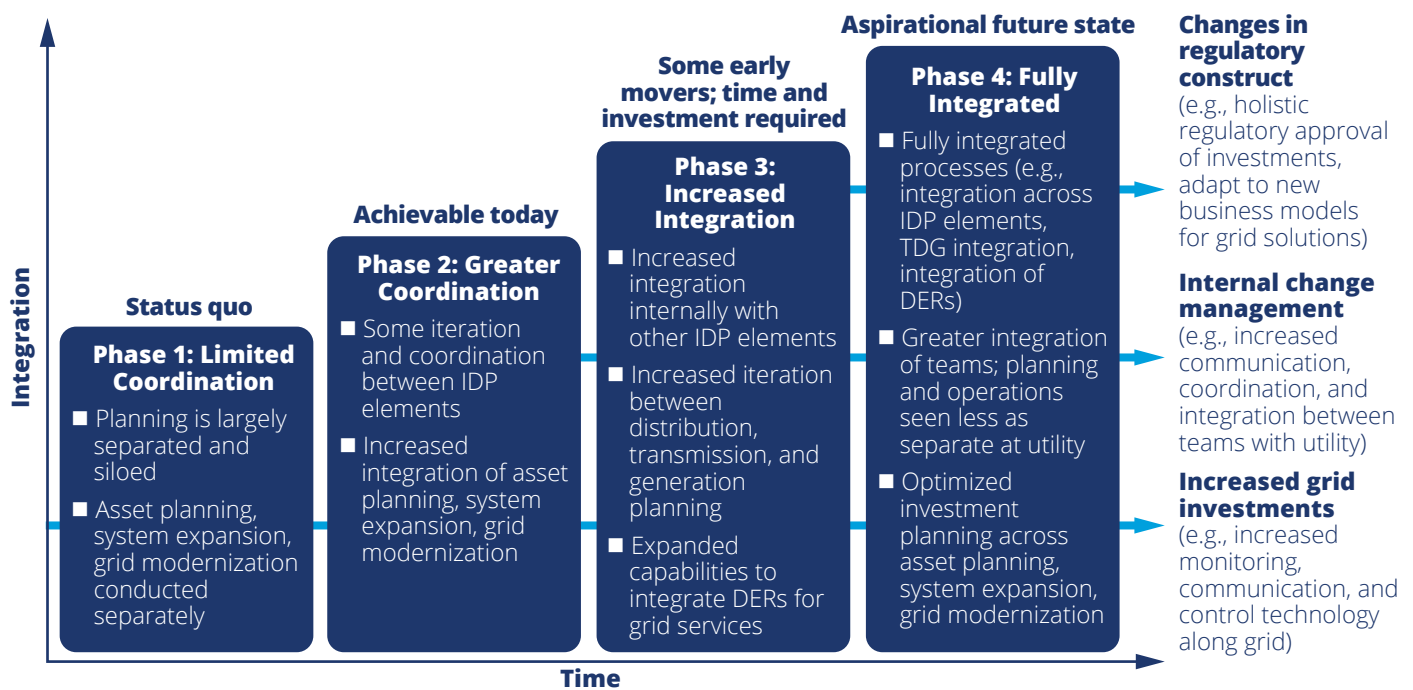 Integration
Status quo
Phase 1: Limited
Coordination
■ Planning is largely
separated and
siloed
■ Asset planning,
system expansion,
grid modernization
conducted
separately
Achievable today
Phase 2: Greater
Coordination
■ Some iteration
and coordination
between IDP
elements
■ Increased
integration of asset
planning, system
expansion, grid
modernization
Some early
movers; time and
investment required
Phase 3:
Increased
Integration
■ Increased
integration
internally with
other IDP elements
■ Increased iteration
between
distribution,
transmission, and
generation
planning
■ Expanded
capabilities to
integrate DERs for
grid services
Aspirational future state
Phase 4: Fully
Integrated
■ Fully integrated
processes (e.g.,
integration across
IDP elements,
TDG integration,
integration of
DERs)
■ Greater integration
of teams; planning
and operations
seen less as
separate at utility
■ Optimized
investment
planning across
asset planning,
system expansion,
grid modernization
Changes in
regulatory
construct
(e.g., holistic
regulatory approval
of investments,
adapt to new
business models
for grid solutions)
Internal change
management
(e.g., increased
communication,
coordination, and
integration between
teams with utility)
Increased grid
investments
(e.g., increased
monitoring,
communication, and
control technology
along grid)
Time